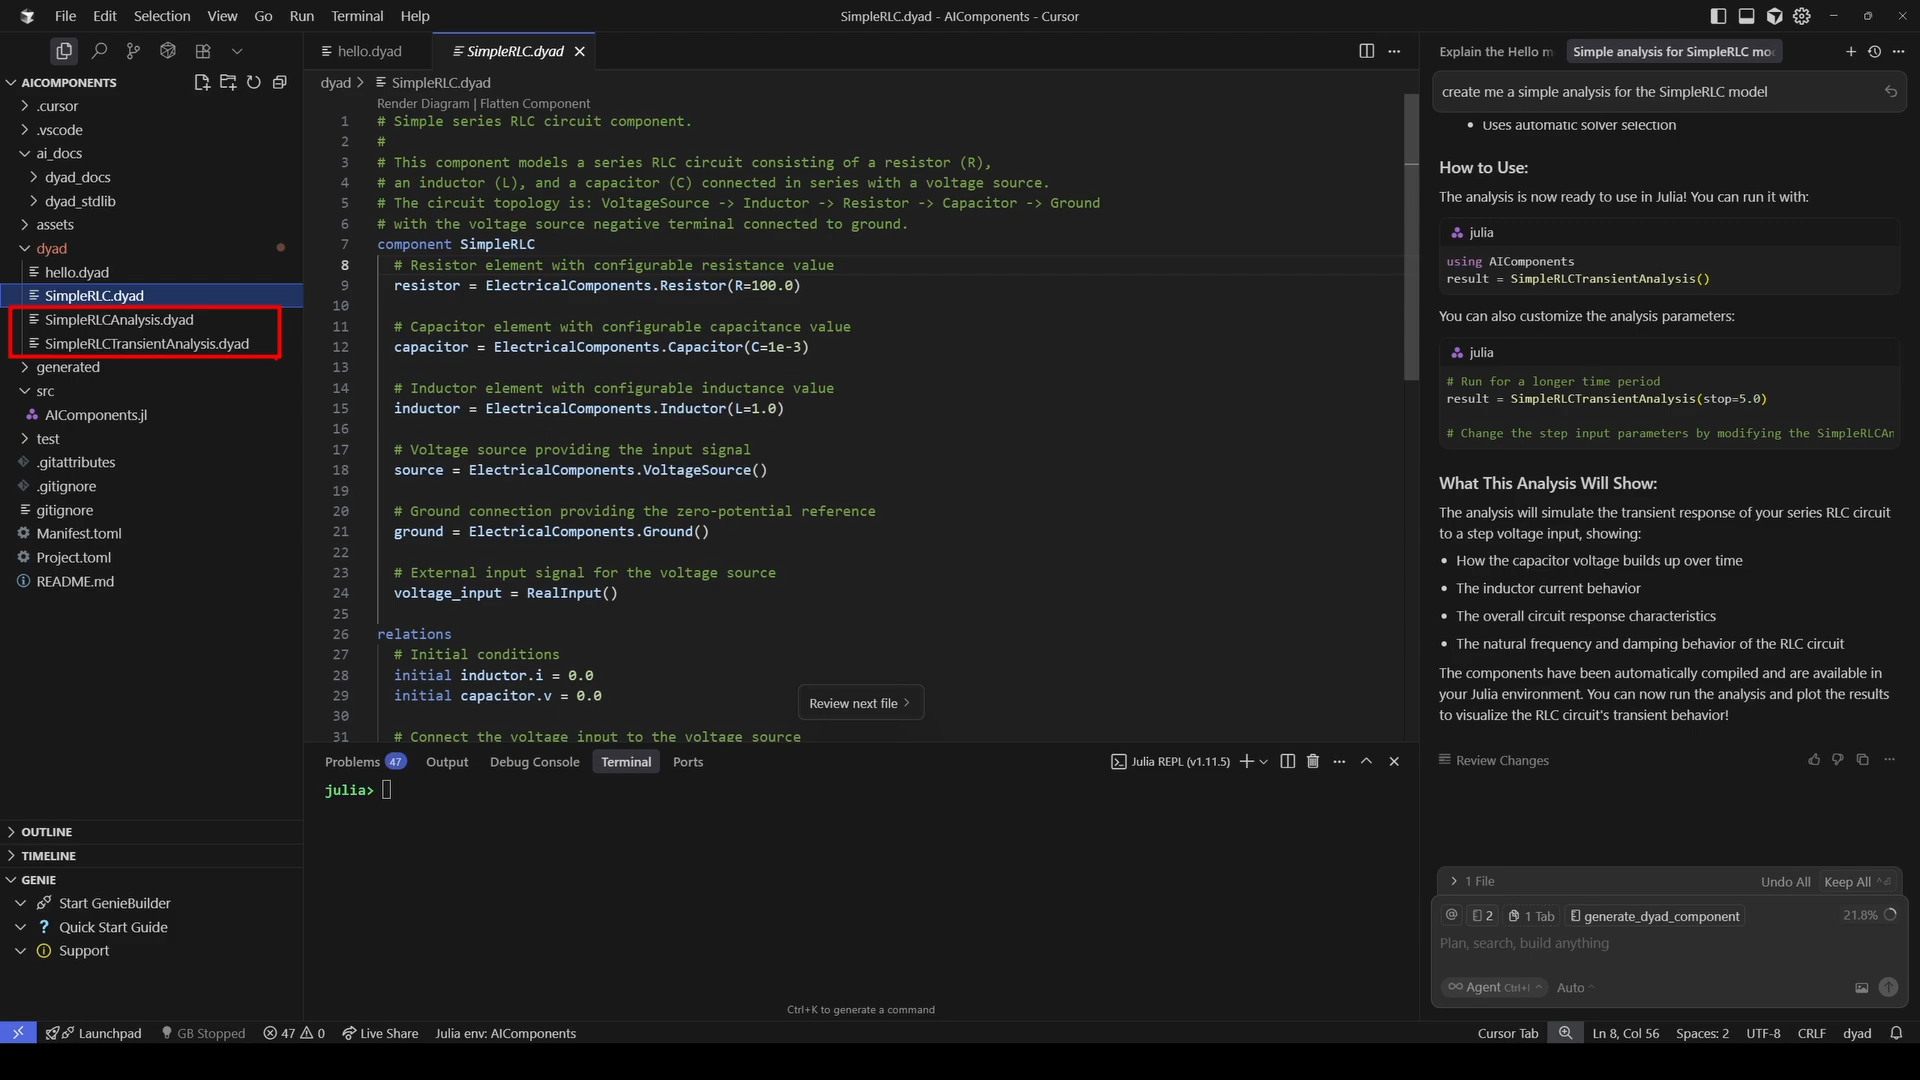 File Edit Selection View Go Run Terminal Help
SimpleRLC.dyad - AIComponents - Cursor
AICOMPONENTS
.cursor
.vscode
ai_docs
dyad_docs
dyad_stdlib
assets
dyad
hello.dyad
SimpleRLC.dyad
SimpleRLCAnalysis.dyad
SimpleRLCTransientAnalysis.dyad
generated
src
AIComponents.jl
test
.gitattributes
.gitignore
gitignore
Manifest.toml
Project.toml
README.md
OUTLINE
TIMELINE
GENIE
Start GenieBuilder
Quick Start Guide
Support
hello.dyad
SimpleRLC.dyad
dyad > SimpleRLC.dyad
Render Diagram | Flatten Component
1 # Simple series RLC circuit component.
2 #
3 # This component models a series RLC circuit consisting of a resistor (R),
4 # an inductor (L), and a capacitor (C) connected in series with a voltage source.
5 # The circuit topology is: VoltageSource -> Inductor -> Resistor -> Capacitor -> Ground
6 # with the voltage source negative terminal connected to ground.
7 component SimpleRLC
8 # Resistor element with configurable resistance value
9 resistor = ElectricalComponents.Resistor(R=100.0)
10
11 # Capacitor element with configurable capacitance value
12 capacitor = ElectricalComponents.Capacitor(C=1e-3)
13
14 # Inductor element with configurable inductance value
15 inductor = ElectricalComponents.Inductor(L=1.0)
16
17 # Voltage source providing the input signal
18 source = ElectricalComponents.VoltageSource()
19
20 # Ground connection providing the zero-potential reference
21 ground = ElectricalComponents.Ground()
22
23 # External input signal for the voltage source
24 voltage_input = RealInput()
25
26 relations
27 # Initial conditions
28 initial inductor.i = 0.0
29 initial capacitor.v = 0.0
30
31 # Connect the voltage input to the voltage source
Review next file >
Problems 47 Output Debug Console Terminal Ports
Julia REPL (v1.11.5)
julia>
Ctrl+K to generate a command
Explain the Hello m
Simple analysis for SimpleRLC mo
create me a simple analysis for the SimpleRLC model
• Uses automatic solver selection
How to Use:
The analysis is now ready to use in Julia! You can run it with:
julia
using AIComponents
result = SimpleRLCTransientAnalysis()
You can also customize the analysis parameters:
julia
# Run for a longer time period
result = SimpleRLCTransientAnalysis(stop=5.0)
# Change the step input parameters by modifying the SimpleRLCAn
What This Analysis Will Show:
The analysis will simulate the transient response of your series RLC circuit
to a step voltage input, showing:
• How the capacitor voltage builds up over time
• The inductor current behavior
• The overall circuit response characteristics
• The natural frequency and damping behavior of the RLC circuit
The components have been automatically compiled and are available in
your Julia environment. You can now run the analysis and plot the results
to visualize the RLC circuit's transient behavior!
Review Changes
> 1 File Undo All Keep All
@ 2 1 Tab generate_dyad_component 21.8%
Plan, search, build anything
Agent Ctrl+I Auto
Launchpad GB Stopped 47 0 Live Share Julia env: AIComponents
Cursor Tab Ln 8, Col 56 Spaces: 2 UTF-8 CRLF dyad